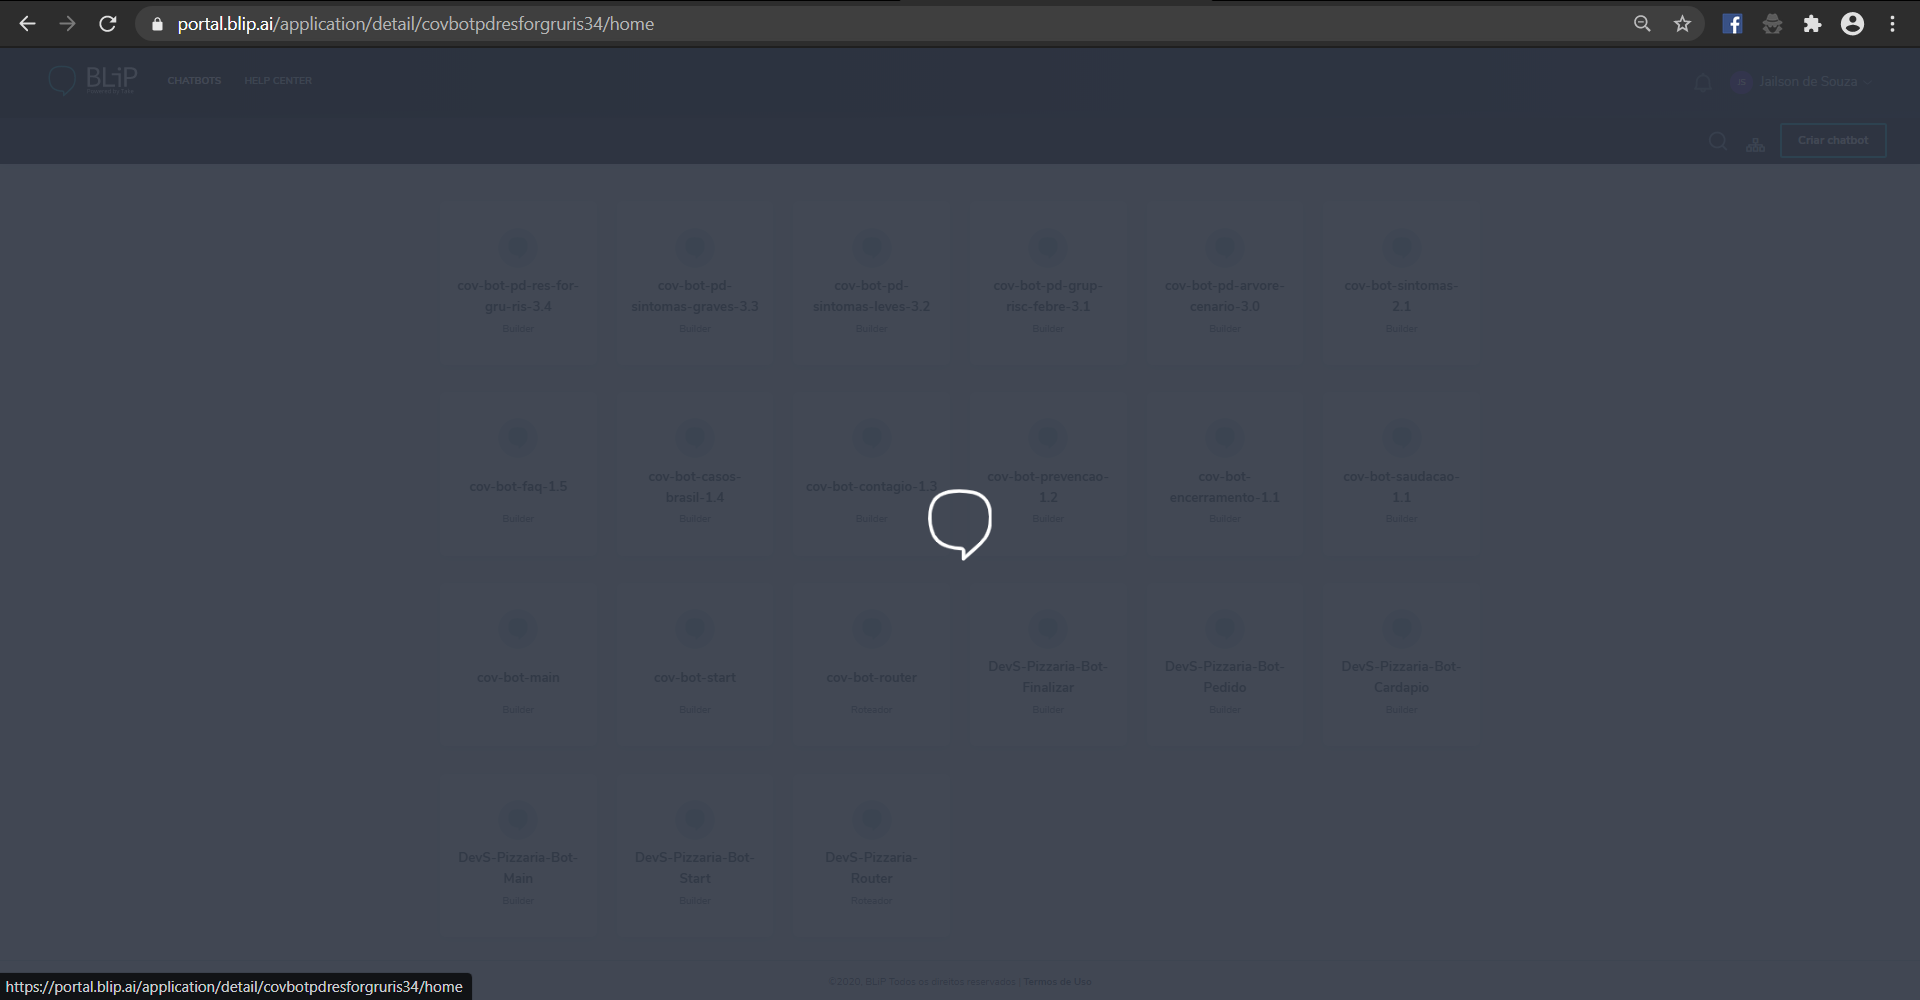 portal.blip.ai/application/detail/covbotpdresforgruris34/home
BLiP
CHATBOTS
HELP CENTER
JS
Jailson de Souza
Criar chatbot
cov-bot-pd-res-for-
gru-ris-3.4
Builder
cov-bot-pd-
sintomas-graves-3.3
Builder
cov-bot-pd-
sintomas-leves-3.2
Builder
cov-bot-pd-grup-
risc-febre-3.1
Builder
cov-bot-pd-arvore-
cenario-3.0
Builder
cov-bot-sintomas-
2.1
Builder
cov-bot-faq-1.5
Builder
cov-bot-casos-
brasil-1.4
Builder
cov-bot-contagio-1.3
Builder
cov-bot-prevencao-
1.2
Builder
cov-bot-
encerramento-1.1
Builder
cov-bot-saudacao-
1.1
Builder
cov-bot-main
Builder
cov-bot-start
Builder
cov-bot-router
Roteador
DevS-Pizzaria-Bot-
Finalizar
Builder
DevS-Pizzaria-Bot-
Pedido
Builder
DevS-Pizzaria-Bot-
Cardapio
Builder
DevS-Pizzaria-Bot-
Main
Builder
DevS-Pizzaria-Bot-
Start
Builder
DevS-Pizzaria-
Router
Roteador
©2020, BLiP Todos os direitos reservados | Termos de Uso
https://portal.blip.ai/application/detail/covbotpdresforgruris34/home